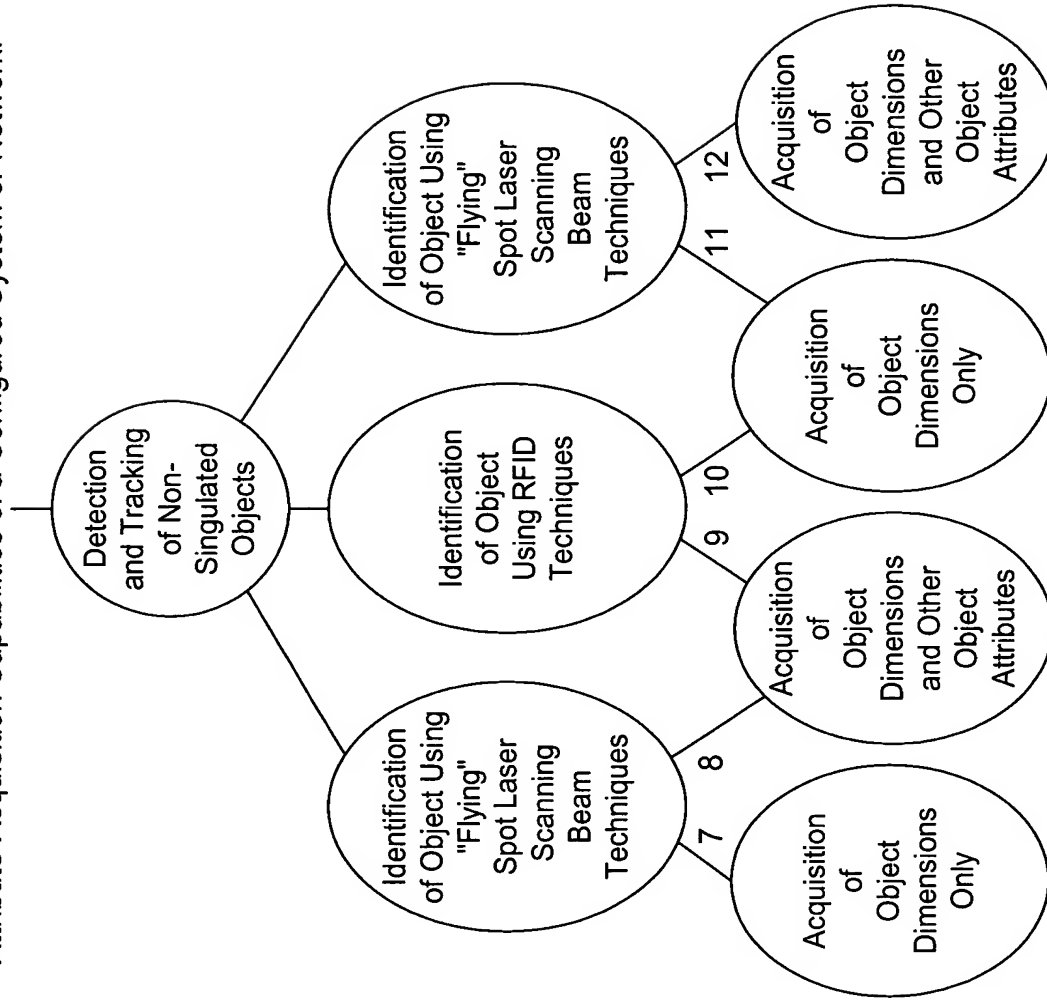 Detection
and Tracking
of Non-
Singulated
Objects
Identification
of Object Using
"Flying"
Spot Laser
Scanning
Beam
Techniques
Identification
of Object
Using RFID
Techniques
Identification
of Object Using
"Flying"
Spot Laser
Scanning
Beam
Techniques
7
8
9
10
11
12
Acquisition
of
Object
Dimensions
Only
Acquisition
of
Object
Dimensions
and Other
Object
Attributes
Acquisition
of
Object
Dimensions
Only
Acquisition
of
Object
Dimensions
and Other
Object
Attributes